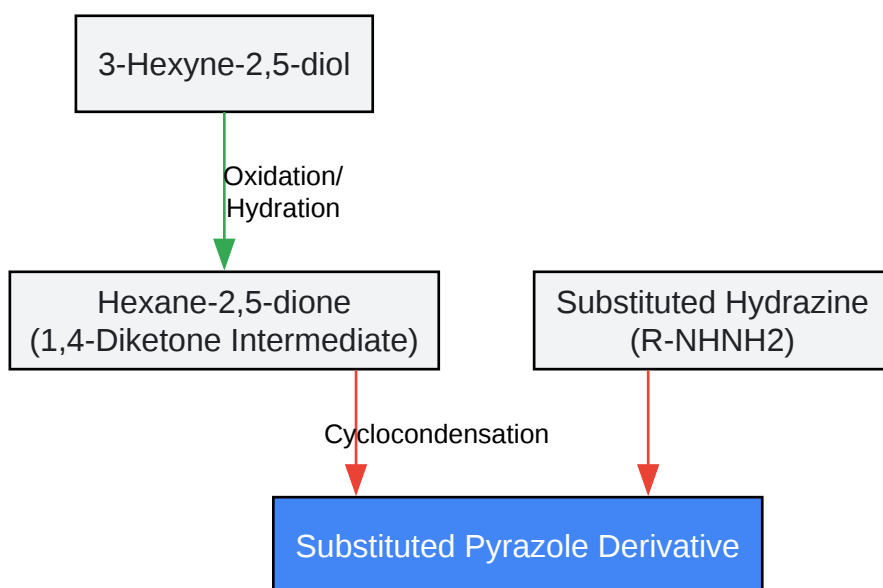 3-Hexyne-2,5-diol
Oxidation/
Hydration
Hexane-2,5-dione
(1,4-Diketone Intermediate)
Substituted Hydrazine
(R-NHNH2)
Cyclocondensation
Substituted Pyrazole Derivative